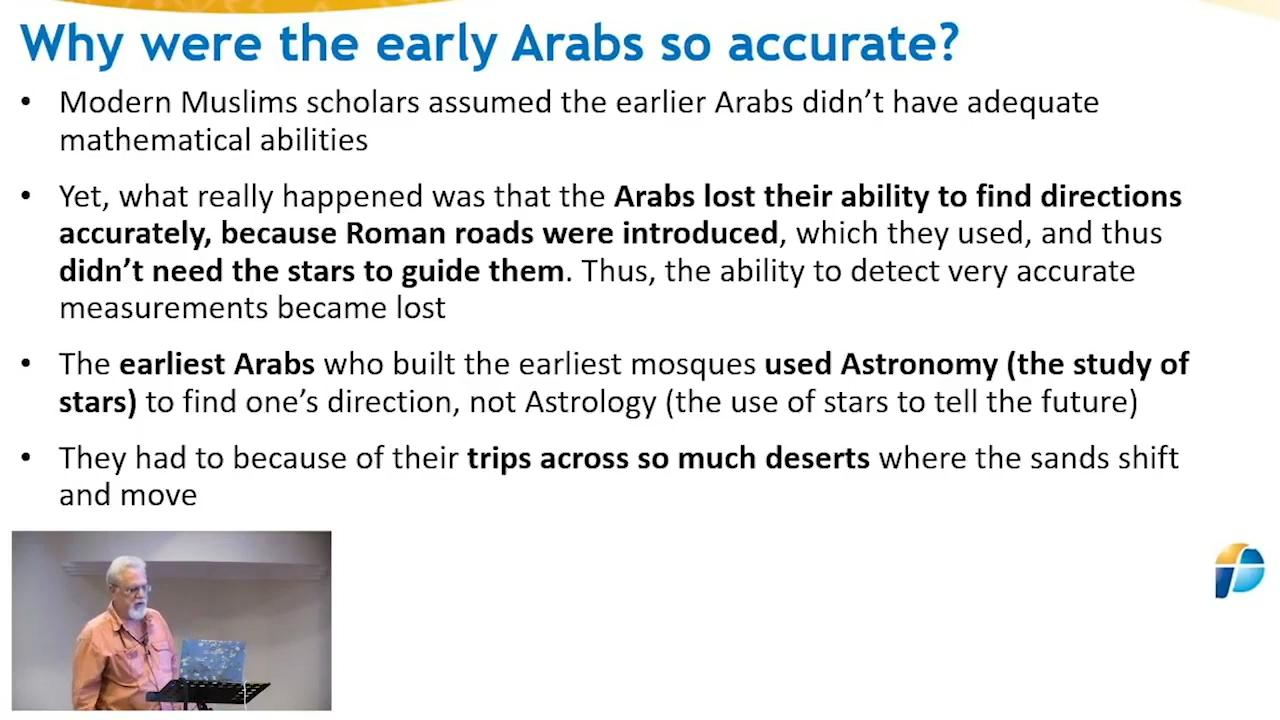 Why were the early Arabs so accurate?
• Modern Muslims scholars assumed the earlier Arabs didn’t have adequate
mathematical abilities
• Yet, what really happened was that the Arabs lost their ability to find directions
accurately, because Roman roads were introduced, which they used, and thus
didn’t need the stars to guide them. Thus, the ability to detect very accurate
measurements became lost
• The earliest Arabs who built the earliest mosques used Astronomy (the study of
stars) to find one’s direction, not Astrology (the use of stars to tell the future)
• They had to because of their trips across so much deserts where the sands shift
and move